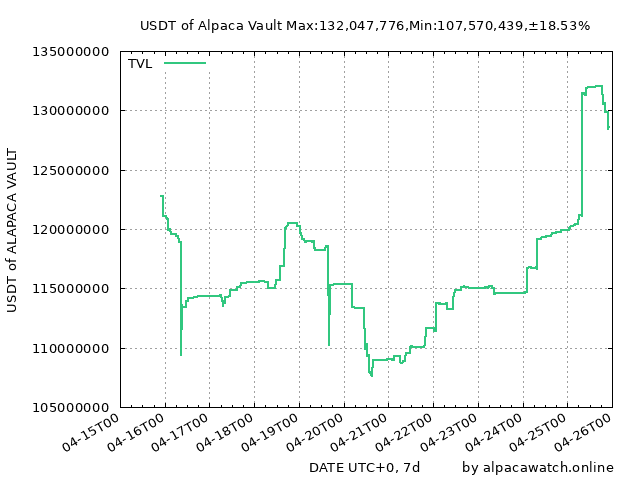 USDT of Alpaca Vault Max:132,047,776,Min:107,570,439,±18.53%
TVL
135000000
130000000
125000000
120000000
115000000
110000000
105000000
USDT of ALAPACA VAULT
04-15T00
04-16T00
04-17T00
04-18T00
04-19T00
04-20T00
04-21T00
04-22T00
04-23T00
04-24T00
04-25T00
04-26T00
DATE UTC+0, 7d
by alpacawatch.online